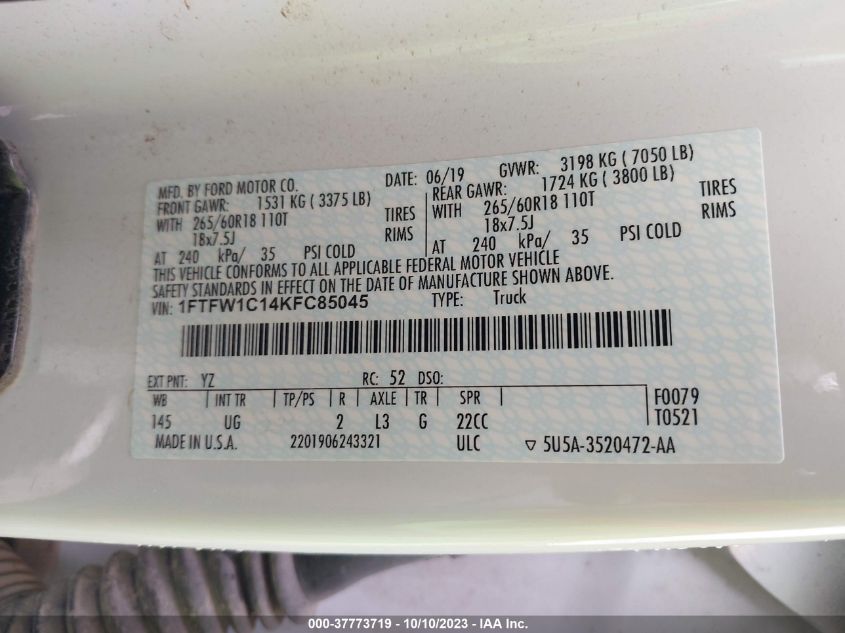 MFD. BY FORD MOTOR CO. DATE: 06/19 GVWR: 3198 KG ( 7050 LB)
FRONT GAWR: 1531 KG ( 3375 LB) REAR GAWR: 1724 KG ( 3800 LB)
WITH 265/60R18 110T TIRES WITH 265/60R18 110T TIRES
18x7.5J RIMS 18x7.5J RIMS
AT 240 kPa/ 35 PSI COLD AT 240 kPa/ 35 PSI COLD
THIS VEHICLE CONFORMS TO ALL APPLICABLE FEDERAL MOTOR VEHICLE
SAFETY STANDARDS IN EFFECT ON THE DATE OF MANUFACTURE SHOWN ABOVE.
VIN: 1FTFW1C14KFC85045 TYPE: Truck
EXT PNT: YZ RC: 52 DSO:
WB INT TR TP/PS R AXLE TR SPR F0079
145 UG 2 L3 G 22CC T0521
MADE IN U.S.A. 2201906243321 ULC ▽ 5U5A-3520472-AA
000-37773719 - 10/10/2023 - IAA Inc.